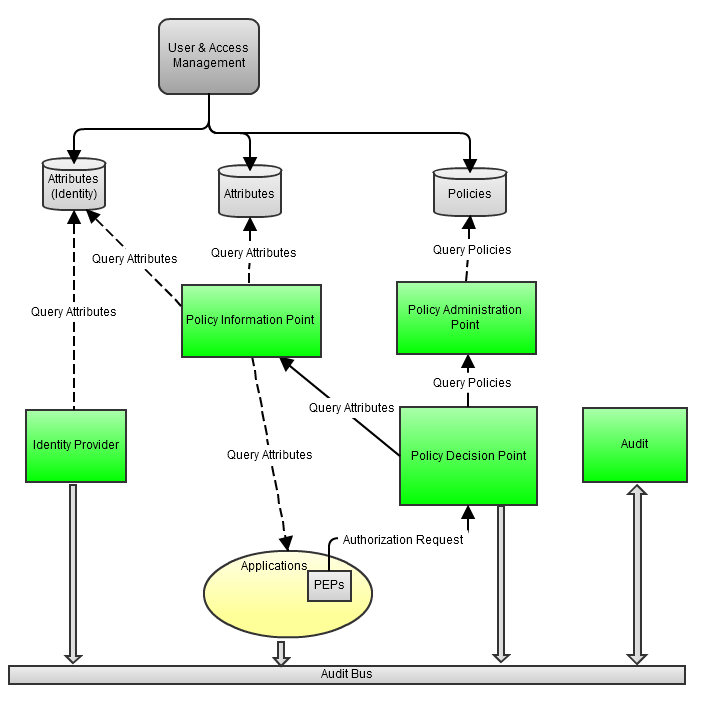 User & Access
Management
Attributes
(Identity)
Attributes
Policies
Query Attributes
Query Attributes
Query Policies
Query Attributes
Policy Information Point
Policy Administration
Point
Query Policies
Query Attributes
Identity Provider
Query Attributes
Policy Decision Point
Audit
Authorization Request
Applications
PEPs
Audit Bus